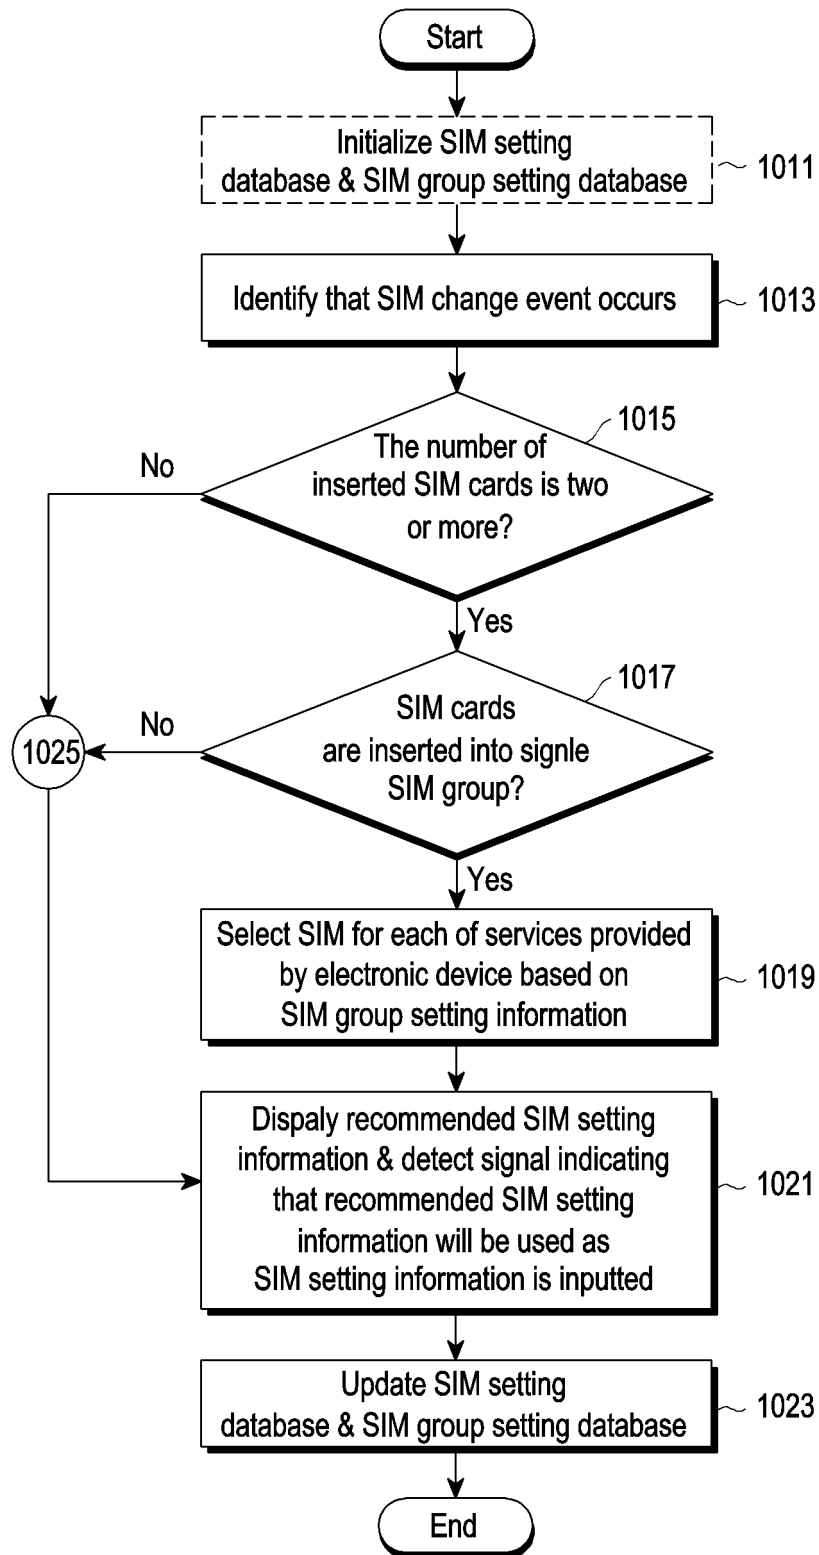 Start
Initialize SIM setting
database & SIM group setting database
1011
Identify that SIM change event occurs
1013
1015
The number of
inserted SIM cards is two
or more?
No
Yes
1017
SIM cards
are inserted into signle
SIM group?
No
1025
Yes
Select SIM for each of services provided
by electronic device based on
SIM group setting information
1019
Dispaly recommended SIM setting
information & detect signal indicating
that recommended SIM setting
information will be used as
SIM setting information is inputted
1021
Update SIM setting
database & SIM group setting database
1023
End